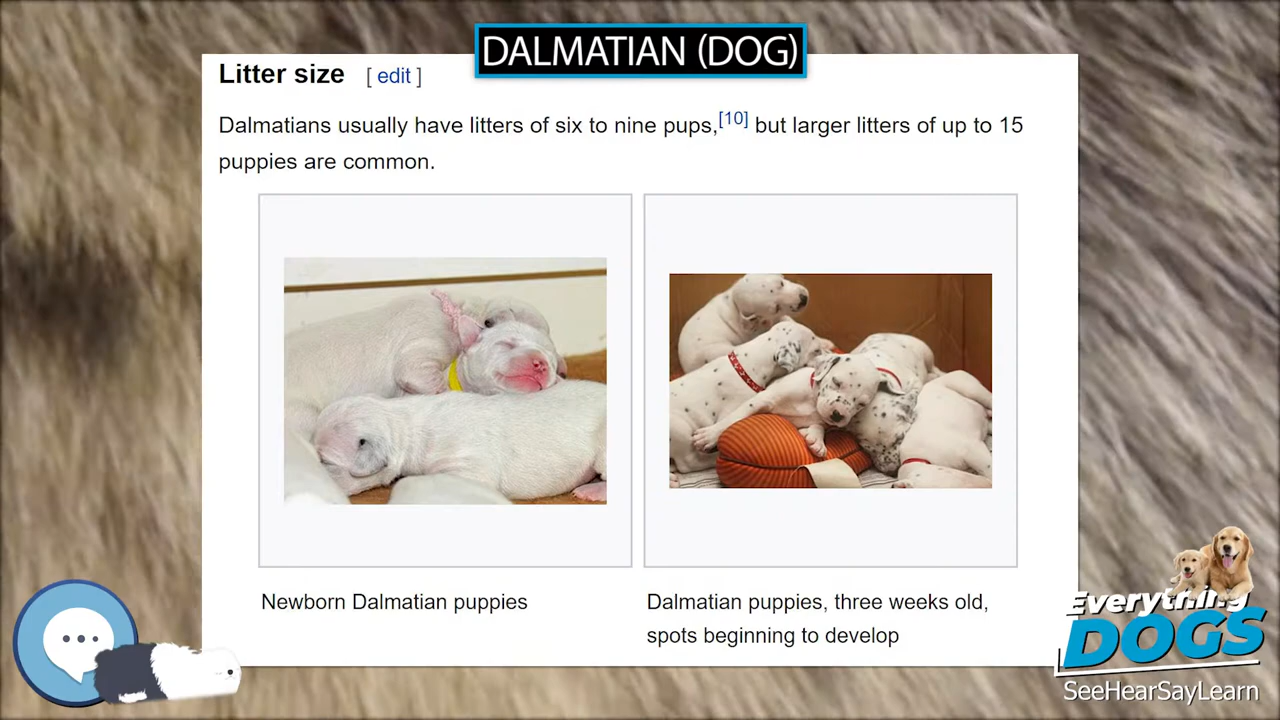 DALMATIAN (DOG)
Litter size [ edit ]
Dalmatians usually have litters of six to nine pups,[10] but larger litters of up to 15
puppies are common.
Newborn Dalmatian puppies
Dalmatian puppies, three weeks old,
spots beginning to develop
Everything
DOGS
SeeHearSayLearn